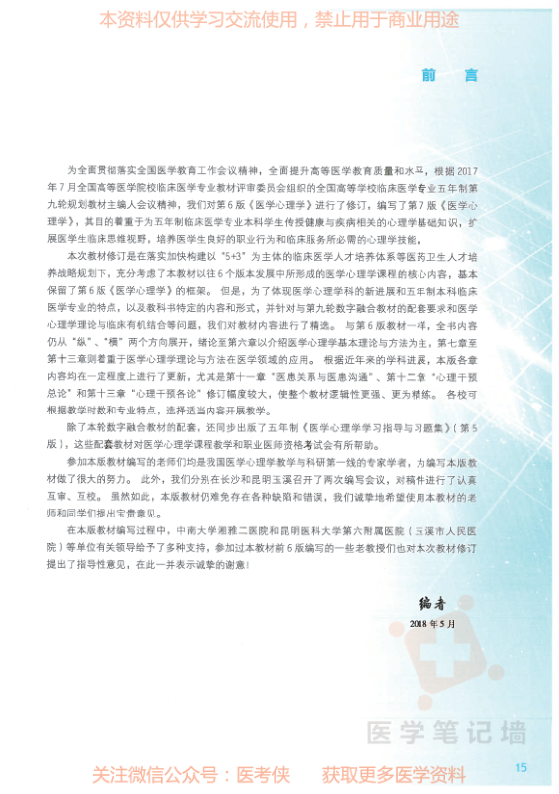 本资料仅供学习交流使用，禁止用于商业用途
前 言
为全面贯彻落实全国医学教育工作会议精神，全面提升高等医学教育质量和水平，根据 2017
年 7 月全国高等医学院校临床医学专业教材评审委员会组织的全国高等学校临床医学专业五年制第
九轮规划教材主编人会议精神，我们对第 6 版《医学心理学》进行了修订，编写了第 7 版《医学心
理学》，其目的着重于为五年制临床医学专业本科学生传授健康与疾病相关的心理学基础知识，扩
展医学生临床思维视野，培养医学生良好的职业行为和临床服务所必需的心理学技能。
本次教材修订是在落实加快构建以 “5+3” 为主体的临床医学人才培养体系等医药卫生人才培
养战略规划下，充分考虑了本教材以往 6 个版本发展中所形成的医学心理学课程的核心内容，基本
保留了第 6 版《医学心理学》的框架。 但是，为了体现医学心理学科的新进展和五年制本科临床
医学专业的特点，以及教科书特定的内容和形式，并针对与第九轮数字融合教材的配套要求和医学
心理学理论与临床有机结合等问题，我们对教材内容进行了精选。 与第 6 版教材一样，全书内容
仍从 “纵”、“横” 两个方向展开，绪论至第六章以介绍医学心理学基本理论与方法为主，第七章至
第十三章则着重于医学心理学理论与方法在医学领域的应用。 根据近年来的学科进展，本版各章
内容均在一定程度上进行了更新，尤其是第十一章 “医患关系与医患沟通”、第十二章 “心理干预
总论” 和第十三章 “心理干预各论” 修订幅度较大，使整个教材逻辑性更强、更为精练。 各校可
根据教学时数和专业特点，选择适当内容开展教学。
除了本轮数字融合教材的配套，还同步出版了五年制《医学心理学学习指导与习题集》（第 5
版），这些配套教材对医学心理学课程教学和职业医师资格考试会有所帮助。
参加本版教材编写的老师们均是我国医学心理学教学与科研第一线的专家学者，为编写本版教
材做了很大的努力。 此外，我们分别在长沙和昆明玉溪召开了两次编写会议，对稿件进行了认真
互审、互校。 虽然如此，本版教材仍难免存在各种缺陷和错误，我们诚挚地希望使用本教材的老
师和同学们提出宝贵意见。
在本版教材编写过程中，中南大学湘雅二医院和昆明医科大学第六附属医院（玉溪市人民医
院）等单位有关领导给予了多种支持，参加过本教材前 6 版编写的一些老教授们也对本次教材修订
提出了指导性意见，在此一并表示诚挚的谢意！
编者
2018 年 5 月
医学笔记墙
15
关注微信公众号：医考侠 获取更多医学资料